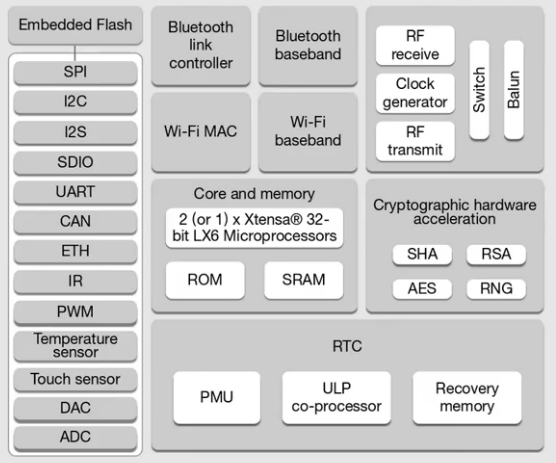 Embedded Flash
SPI
I2C
I2S
SDIO
UART
CAN
ETH
IR
PWM
Temperature
sensor
Touch sensor
DAC
ADC
Bluetooth
link
controller
Bluetooth
baseband
Wi-Fi MAC
Wi-Fi
baseband
RF
receive
Clock
generator
RF
transmit
Switch
Balun
Core and memory
2 (or 1) x Xtensa® 32-
bit LX6 Microprocessors
ROM
SRAM
Cryptographic hardware
acceleration
SHA
RSA
AES
RNG
RTC
PMU
ULP
co-processor
Recovery
memory